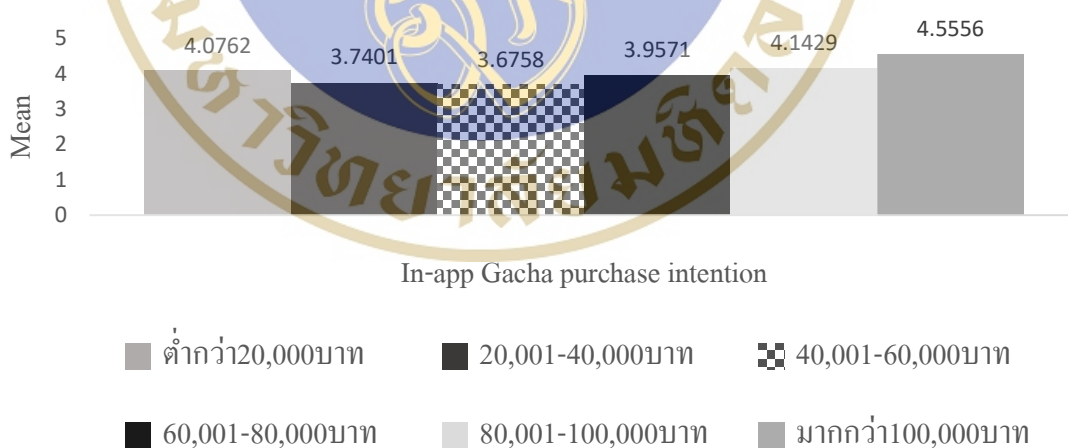 5
4
3
2
1
0
Mean
4.0762
3.7401
3.6758
3.9571
4.1429
4.5556
In-app Gacha purchase intention
ต่ำกว่า20,000บาท
20,001-40,000บาท
40,001-60,000บาท
60,001-80,000บาท
80,001-100,000บาท
มากกว่า100,000บาท